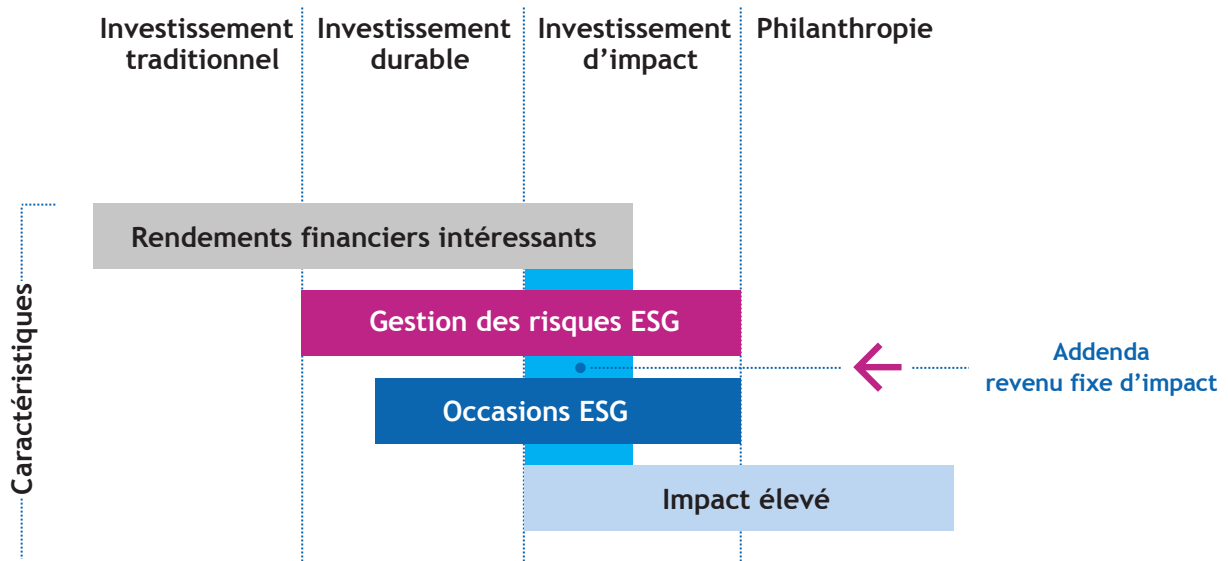 Investissement
traditionnel
Investissement
durable
Investissement
d’impact
Philanthropie
Caractéristiques
Rendements financiers intéressants
Gestion des risques ESG
Occasions ESG
Impact élevé
Addenda
revenu fixe d’impact